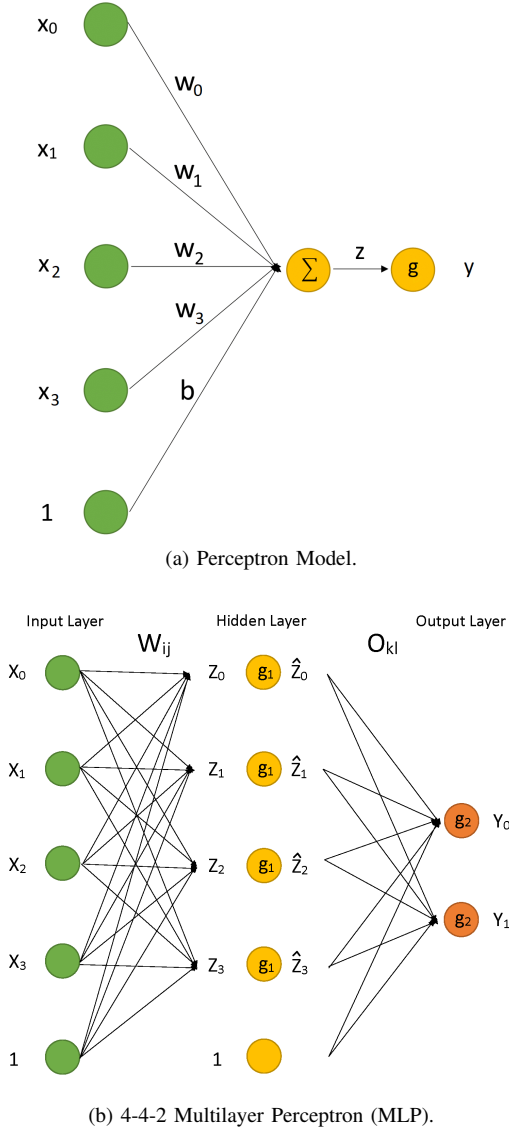 x₀
w₀
x₁
w₁
x₂
w₂
Σ
z
g
y
w₃
x₃
b
1
(a) Perceptron Model.
Input Layer
Hidden Layer
Output Layer
Wᵢⱼ
Oₖₗ
X₀
Z₀
g₁
Ẑ₀
X₁
Z₁
g₁
Ẑ₁
g₂
Y₀
X₂
Z₂
g₁
Ẑ₂
g₂
Y₁
X₃
Z₃
g₁
Ẑ₃
1
1
(b) 4-4-2 Multilayer Perceptron (MLP).